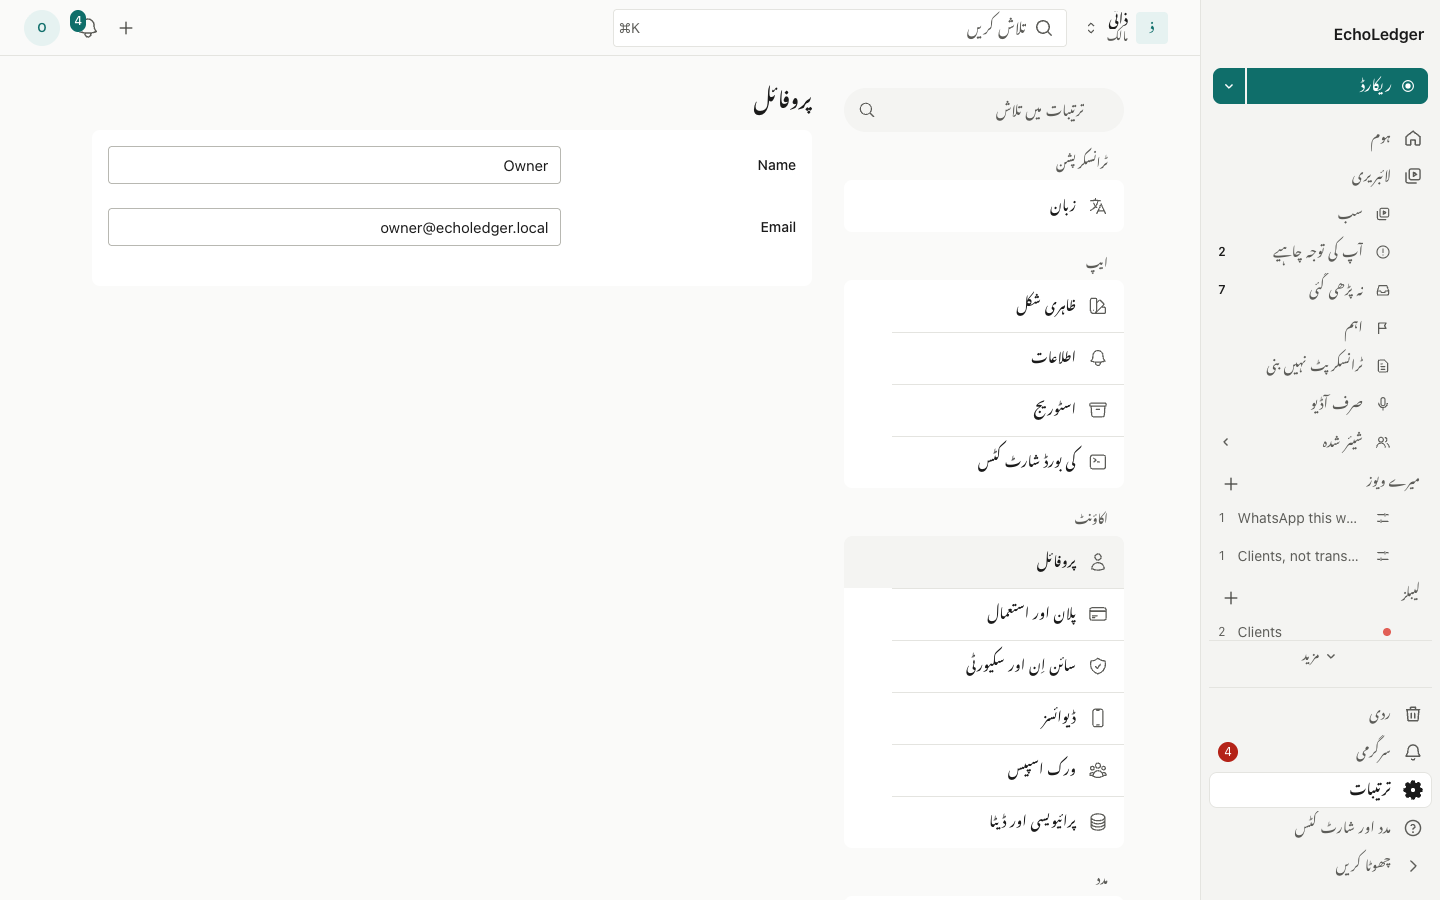 EchoLedger
ریکارڈ
ہوم
لائبریری
سب
آپ کی توجہ چاہیے 2
نہ پڑھی گئی 7
اہم
ٹرانسکرپٹ نہیں بنی
صرف آڈیو
شیئر شدہ
میرے ویوز
WhatsApp this w... 1
Clients, not trans... 1
لیبلز
Clients 2
مزید
ردی
سرگرمی 4
ترتیبات
مدد اور شارٹ کٹس
چھوٹا کریں
ذ
ذاتی
مالک
تلاش کریں ⌘K
4
O
ترتیبات میں تلاش
ٹرانسکرپشن
زبان
ایپ
ظاہری شکل
اطلاعات
اسٹوریج
کی بورڈ شارٹ کٹس
اکاؤنٹ
پروفائل
پلان اور استعمال
سائن اِن اور سکیورٹی
ڈیوائسز
ورک اسپیس
پرائیویسی اور ڈیٹا
مدد
پروفائل
Name Owner
Email owner@echoledger.local